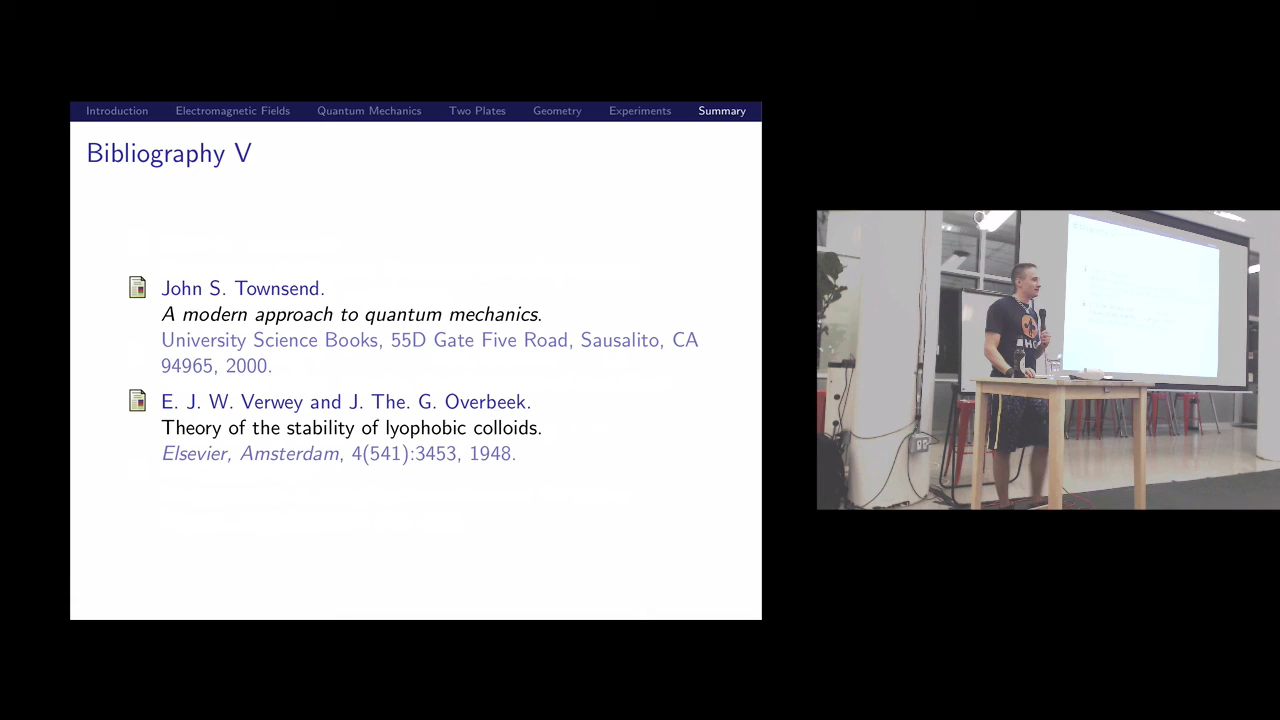 Introduction Electromagnetic Fields Quantum Mechanics Two Plates Geometry Experiments Summary
Bibliography V
John S. Townsend.
A modern approach to quantum mechanics.
University Science Books, 55D Gate Five Road, Sausalito, CA
94965, 2000.
E. J. W. Verwey and J. The. G. Overbeek.
Theory of the stability of lyophobic colloids.
Elsevier, Amsterdam, 4(541):3453, 1948.